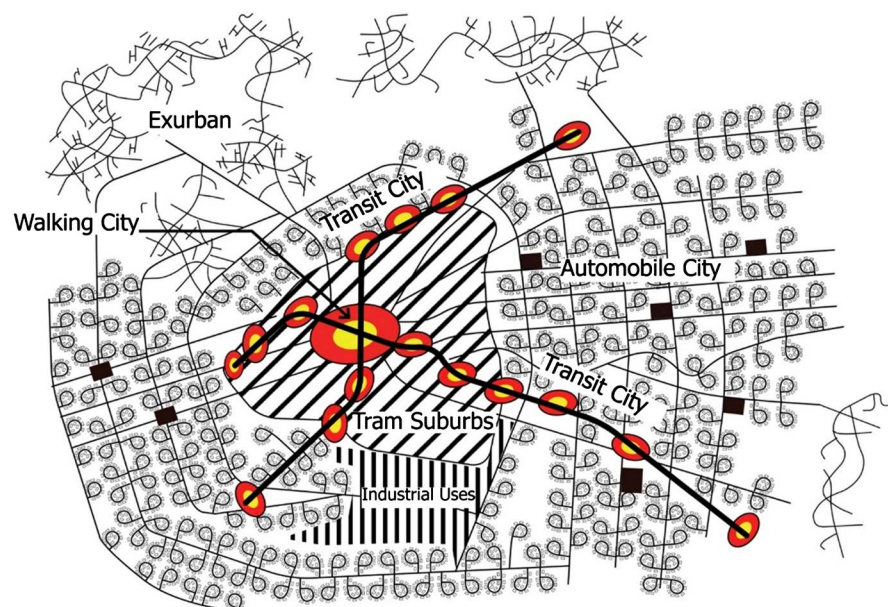 Exurban
Transit City
Walking City
Automobile City
Transit City
Tram Suburbs
Industrial Uses